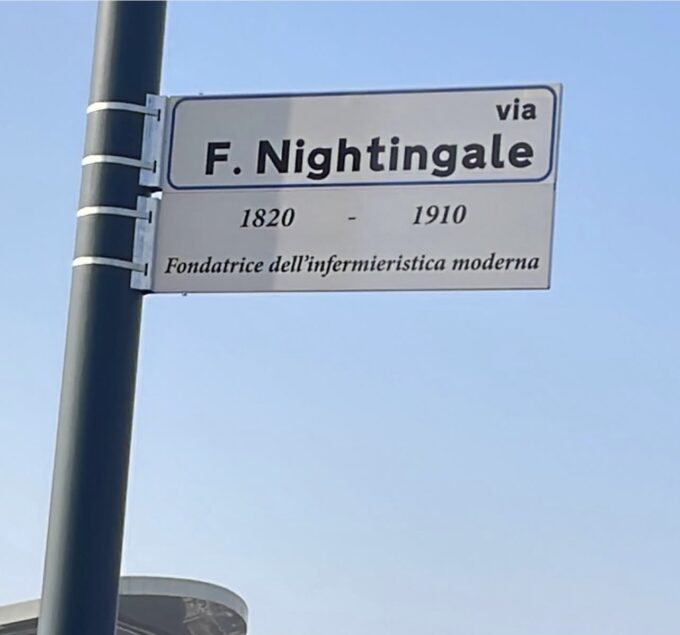 via
F. Nightingale
1820 - 1910
Fondatrice dell'infermieristica moderna